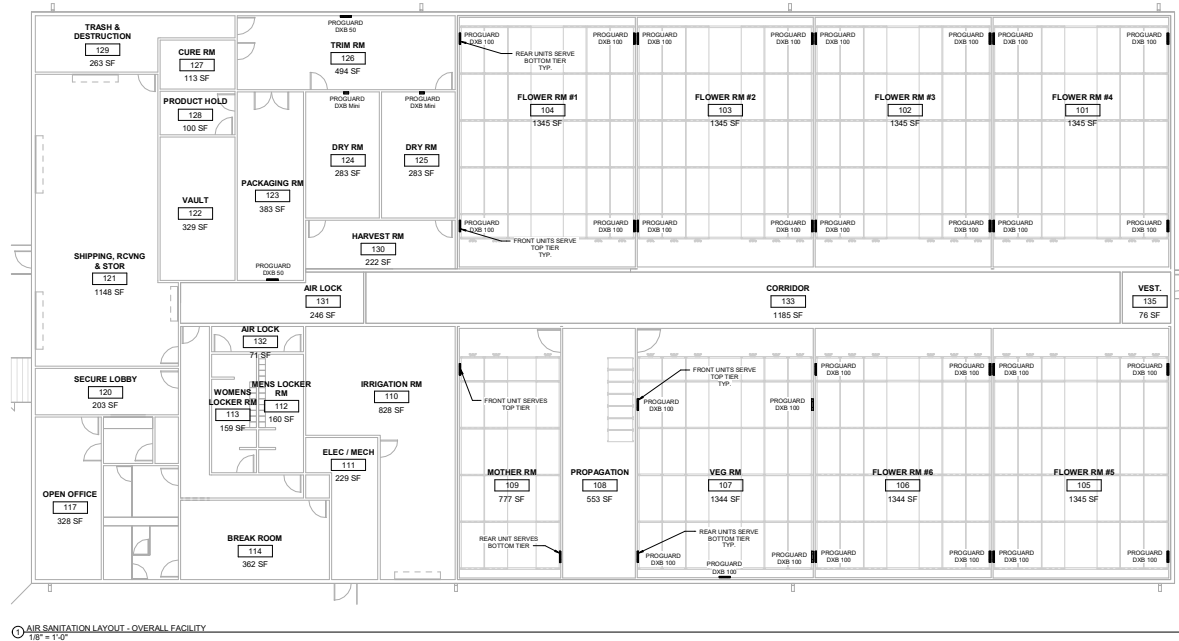 TRASH &
DESTRUCTION
129
263 SF
CURE RM
127
113 SF
PROGUARD
DXB 50
TRIM RM
126
494 SF
PRODUCT HOLD
128
100 SF
PROGUARD
DXB Mini
PROGUARD
DXB Mini
DRY RM
124
283 SF
DRY RM
125
283 SF
PACKAGING RM
123
383 SF
PROGUARD
DXB 50
VAULT
122
329 SF
HARVEST RM
130
222 SF
SHIPPING, RCVNG
& STOR
121
1148 SF
PROGUARD
DXB 100
REAR UNITS SERVE
BOTTOM TIER
TYP.
PROGUARD
DXB 100
PROGUARD
DXB 100
PROGUARD
DXB 100
PROGUARD
DXB 100
PROGUARD
DXB 100
PROGUARD
DXB 100
PROGUARD
DXB 100
FLOWER RM #1
104
1345 SF
FLOWER RM #2
103
1345 SF
FLOWER RM #3
102
1345 SF
FLOWER RM #4
101
1345 SF
PROGUARD
DXB 100
FRONT UNITS SERVE
TOP TIER
TYP.
PROGUARD
DXB 100
PROGUARD
DXB 100
PROGUARD
DXB 100
PROGUARD
DXB 100
PROGUARD
DXB 100
PROGUARD
DXB 100
PROGUARD
DXB 100
AIR LOCK
131
246 SF
CORRIDOR
133
1185 SF
VEST.
135
76 SF
AIR LOCK
132
71 SF
SECURE LOBBY
120
203 SF
WOMENS
LOCKER RM
113
159 SF
MENS LOCKER
RM
112
160 SF
IRRIGATION RM
110
828 SF
ELEC / MECH
111
229 SF
OPEN OFFICE
117
328 SF
BREAK ROOM
114
362 SF
FRONT UNIT SERVES
TOP TIER
MOTHER RM
109
777 SF
REAR UNIT SERVES
BOTTOM TIER
PROPAGATION
108
553 SF
FRONT UNITS SERVE
TOP TIER
TYP.
PROGUARD
DXB 100
PROGUARD
DXB 100
VEG RM
107
1344 SF
REAR UNITS SERVE
BOTTOM TIER
TYP.
PROGUARD
DXB 100
PROGUARD
DXB 100
PROGUARD
DXB 100
PROGUARD
DXB 100
PROGUARD
DXB 100
PROGUARD
DXB 100
PROGUARD
DXB 100
FLOWER RM #6
106
1344 SF
FLOWER RM #5
105
1345 SF
PROGUARD
DXB 100
PROGUARD
DXB 100
PROGUARD
DXB 100
PROGUARD
DXB 100
1
AIR SANITATION LAYOUT - OVERALL FACILITY
1/8" = 1'-0"